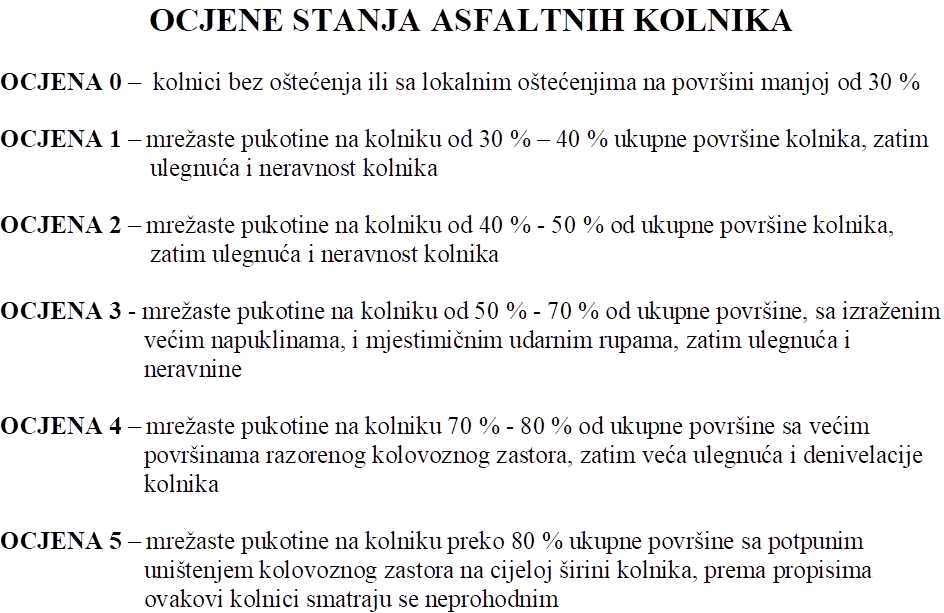 OCJENE STANJA ASFALTNIH KOLNIKA
OCJENA 0 – kolnici bez oštećenja ili sa lokalnim oštećenjima na površini manjoj od 30 %
OCJENA 1 – mrežaste pukotine na kolniku od 30 % – 40 % ukupne površine kolnika, zatim
ulegnuća i neravnost kolnika
OCJENA 2 – mrežaste pukotine na kolniku od 40 % - 50 % od ukupne površine kolnika,
zatim ulegnuća i neravnost kolnika
OCJENA 3 - mrežaste pukotine na kolniku od 50 % - 70 % od ukupne površine, sa izraženim
većim napuklinama, i mjestimičnim udarnim rupama, zatim ulegnuća i
neravnine
OCJENA 4 – mrežaste pukotine na kolniku 70 % - 80 % od ukupne površine sa većim
površinama razorenog kolovoznog zastora, zatim veća ulegnuća i denivelacije
kolnika
OCJENA 5 – mrežaste pukotine na kolniku preko 80 % ukupne površine sa potpunim
uništenjem kolovoznog zastora na cijeloj širini kolnika, prema propisima
ovakovi kolnici smatraju se neprohodnim